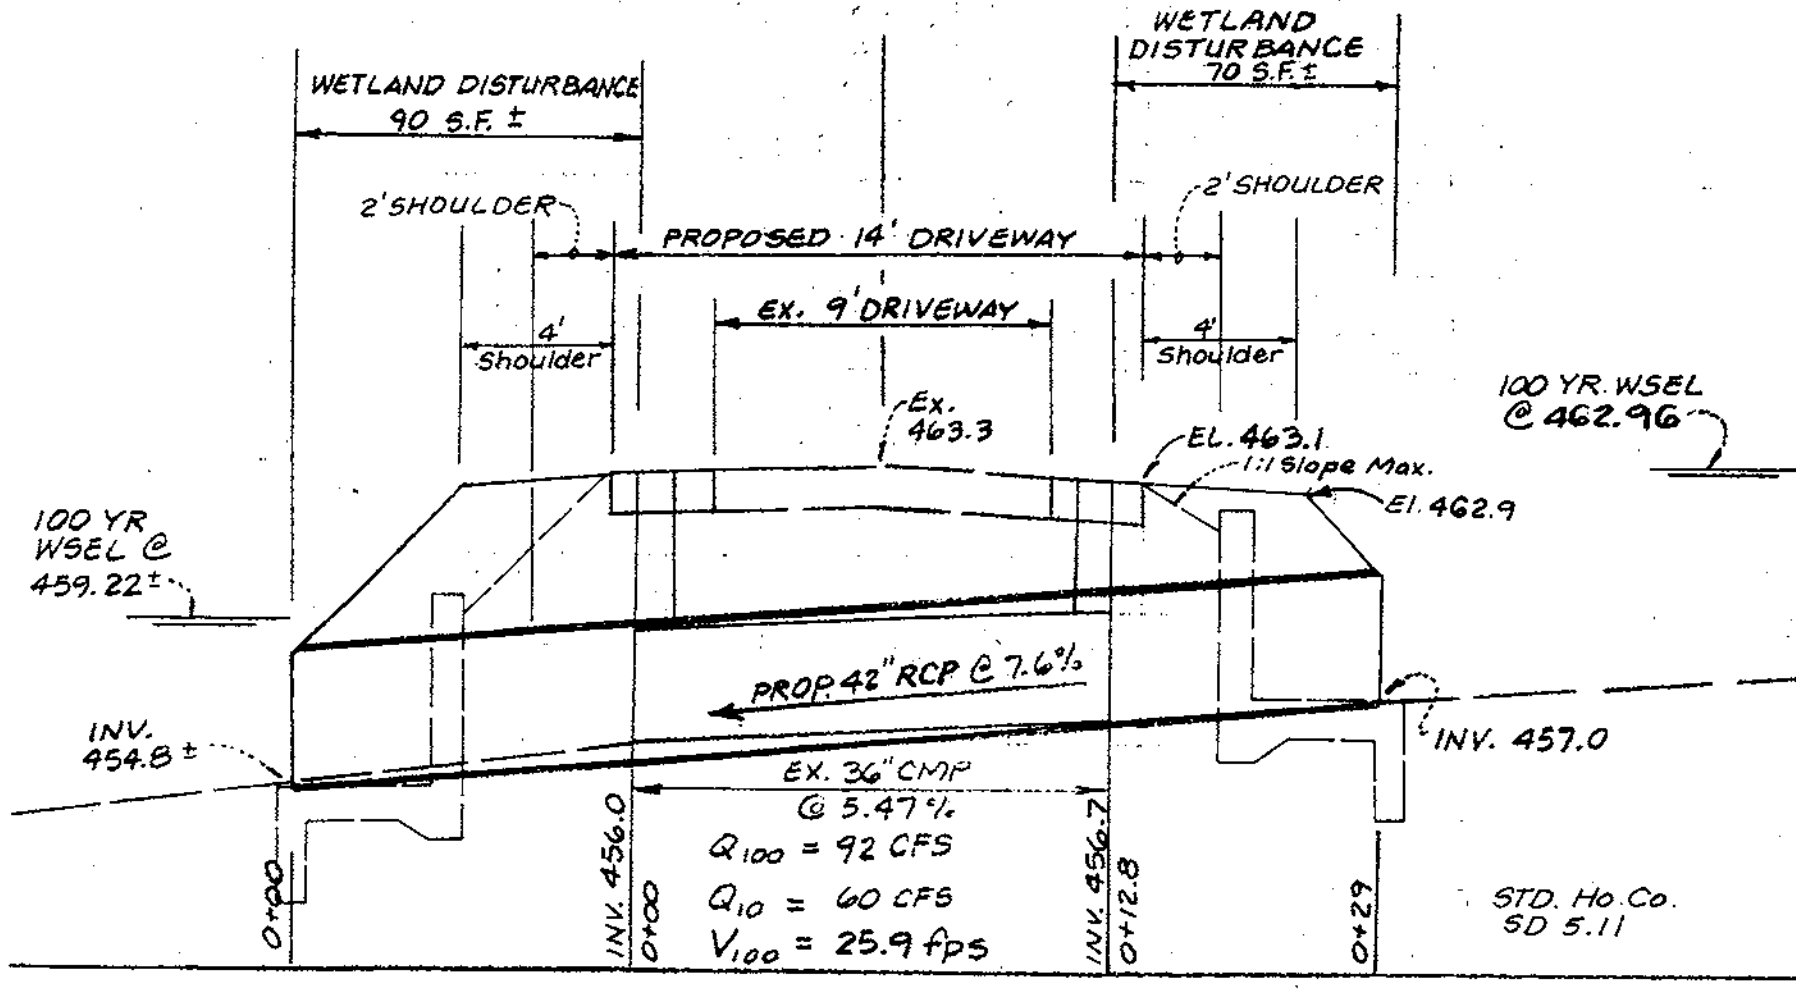 WETLAND
DISTURBANCE
70 S.F.±
WETLAND DISTURBANCE
90 S.F. ±
2' SHOULDER
2' SHOULDER
PROPOSED 14' DRIVEWAY
EX. 9' DRIVEWAY
4'
Shoulder
4'
Shoulder
Ex.
463.3
100 YR. WSEL
@ 462.96
EL. 463.1
1:1 Slope Max.
El. 462.9
100 YR
WSEL @
459.22±
PROP. 42" RCP @ 7.6%
INV.
454.8±
INV. 457.0
EX. 36" CMP
@ 5.47%
Q100 = 92 CFS
Q10 = 60 CFS
V100 = 25.9 fps
0+00
INV. 456.0
0+00
INV. 456.7
0+12.8
0+29
STD. Ho. Co.
SD 5.11